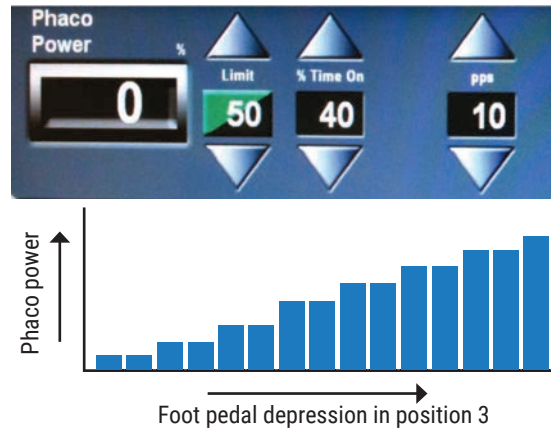 Phaco
Power %
0
Limit
50
% Time On
40
pps
10
Phaco power
Foot pedal depression in position 3